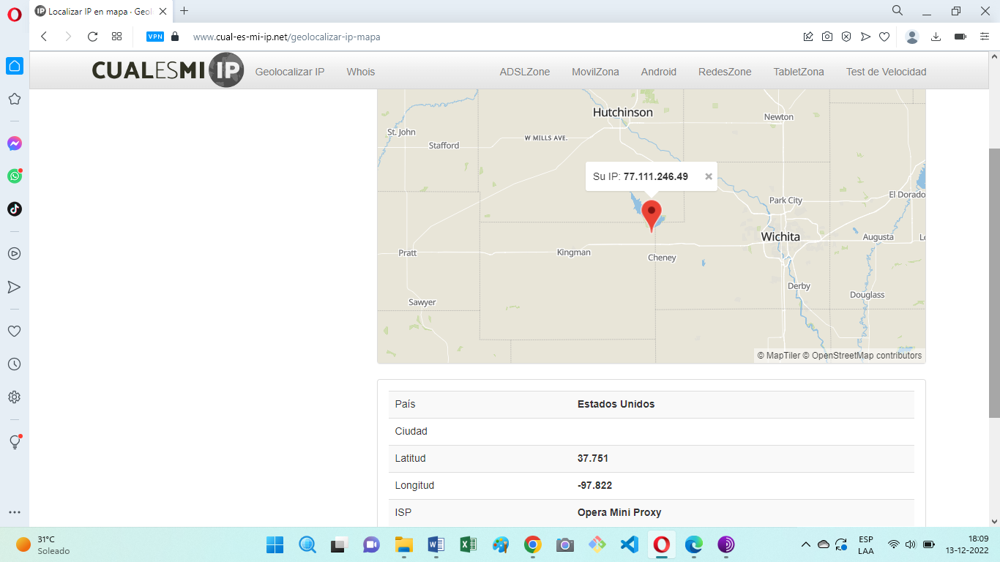 Localizar IP en mapa - Geol
VPN
www.cual-es-mi-ip.net/geolocalizar-ip-mapa
CUALESMI IP
Geolocalizar IP
Whois
ADSLZone
MovilZona
Android
RedesZone
TabletZona
Test de Velocidad
Hutchinson
Newton
St. John
Stafford
W MILLS AVE.
Su IP: 77.111.246.49
Park City
El Dorado
Wichita
Augusta
Pratt
Kingman
Cheney
Derby
Douglass
Sawyer
© MapTiler © OpenStreetMap contributors
País
Estados Unidos
Ciudad
Latitud
37.751
Longitud
-97.822
ISP
Opera Mini Proxy
31°C
Soleado
ESP
LAA
18:09
13-12-2022